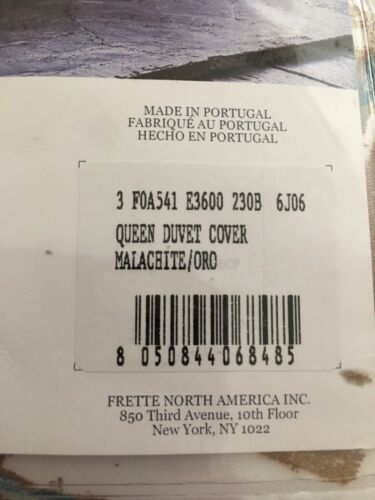 MADE IN PORTUGAL
FABRIQUÉ AU PORTUGAL
HECHO EN PORTUGAL
3 F0A541 E3600 230B 6J06
QUEEN DUVET COVER
MALACHITE/ORO
8 050844 068485
FRETTE NORTH AMERICA INC.
850 Third Avenue, 10th Floor
New York, NY 1022